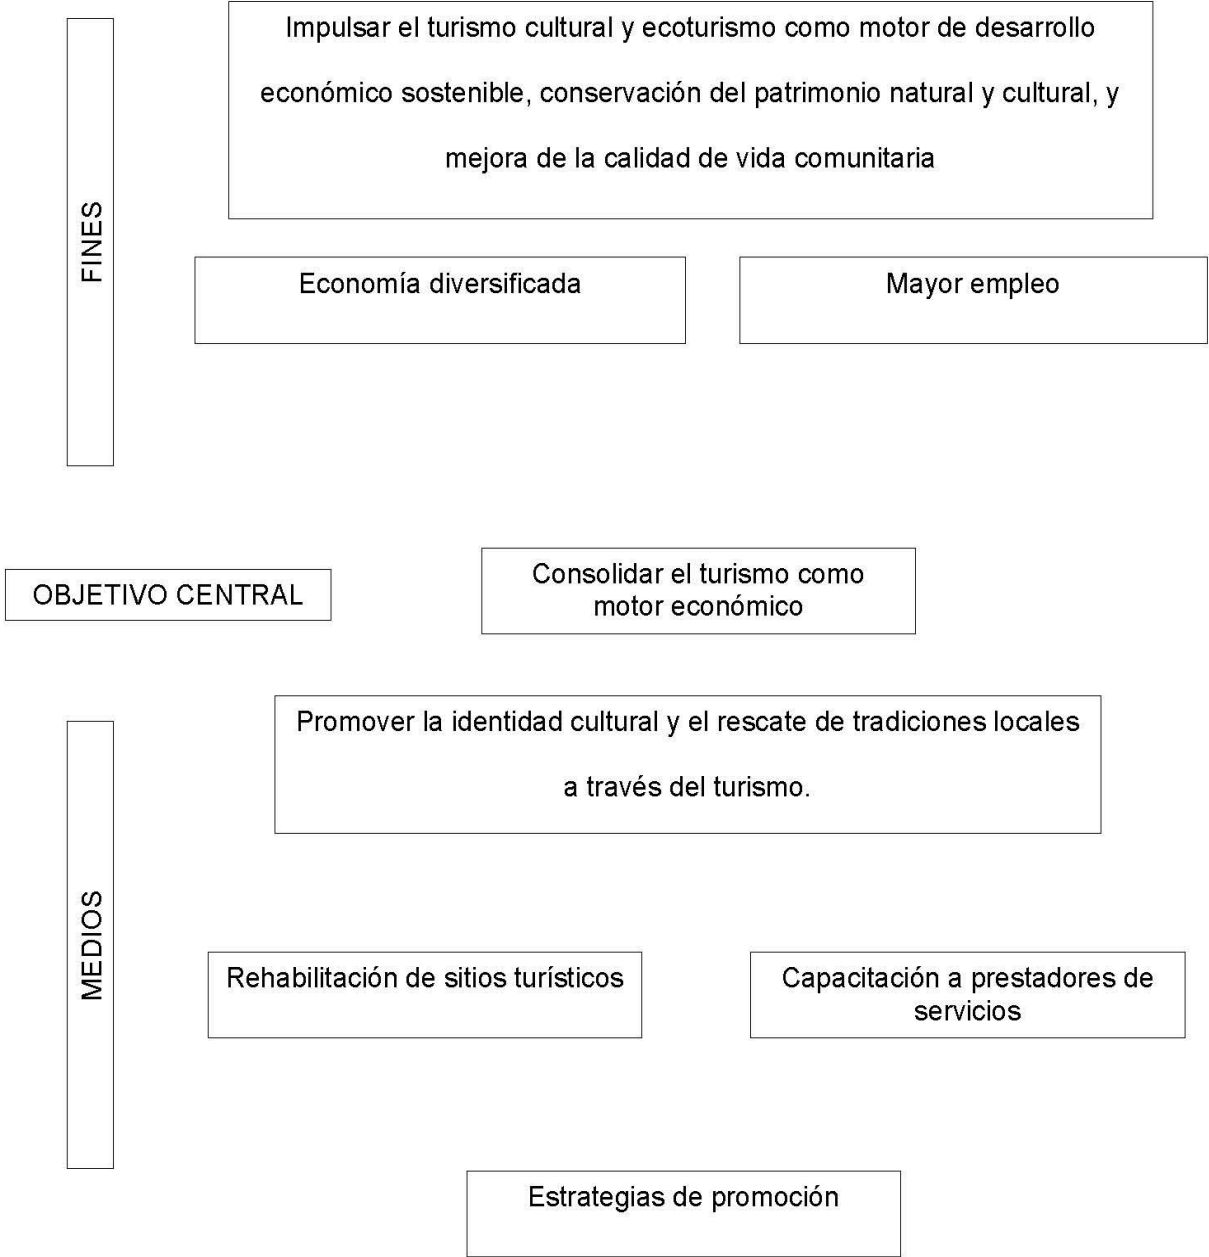 Impulsar el turismo cultural y ecoturismo como motor de desarrollo
económico sostenible, conservación del patrimonio natural y cultural, y
mejora de la calidad de vida comunitaria
FINES
Economía diversificada
Mayor empleo
OBJETIVO CENTRAL
Consolidar el turismo como
motor económico
Promover la identidad cultural y el rescate de tradiciones locales
a través del turismo.
MEDIOS
Rehabilitación de sitios turísticos
Capacitación a prestadores de
servicios
Estrategias de promoción